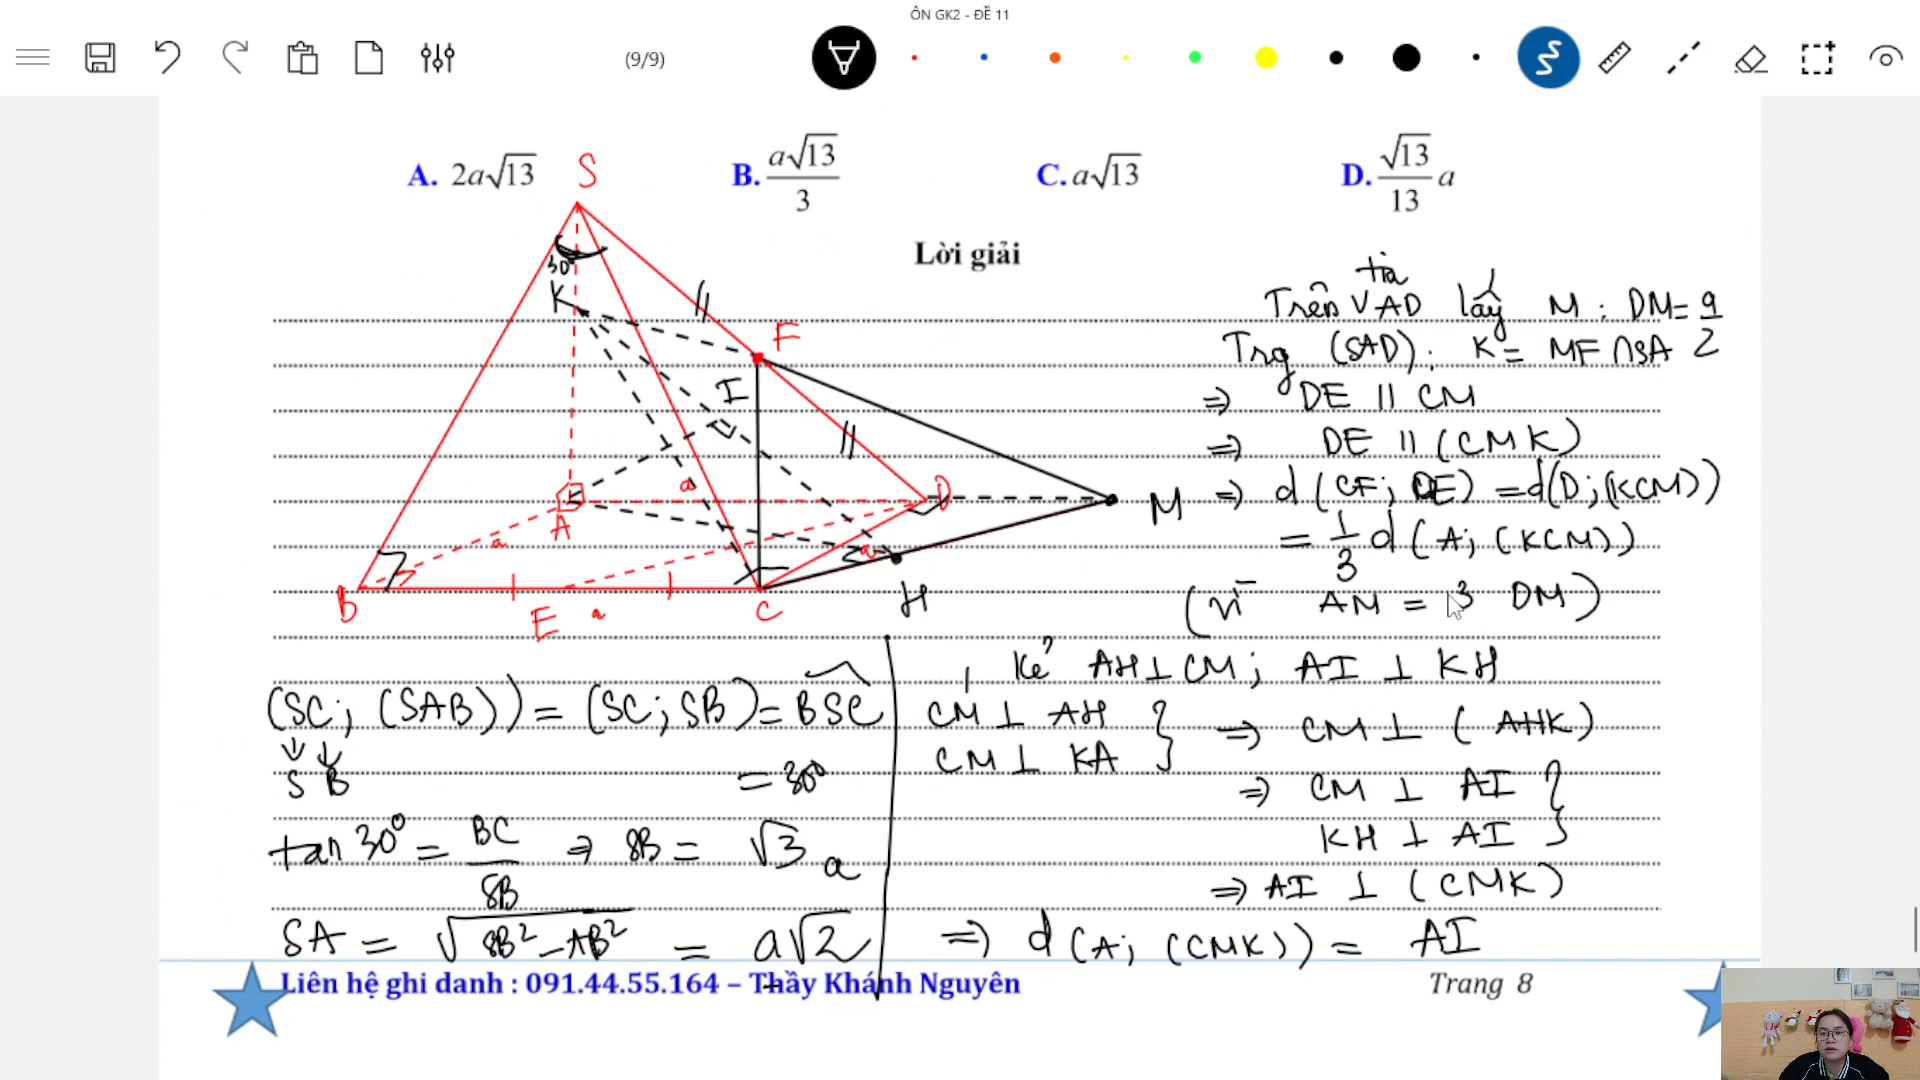 ÔN GK2 - ĐỀ 11
(9/9)
A. 2a√13 B. a√13/3 C. a√13 D. √13/13 a
Lời giải
S
30°
K
F
I
a
D
A
M
a
a
B
E
a
C
H
tia
Trên VAD lấy M : DM = a/2
Trg (SAD): K = MF ∩ SA
⇒ DE // CM
⇒ DE // (CMK)
⇒ d(CF; DE) = d(D; (KCM))
= 1/3 d(A; (KCM))
(vì AM = 3 DM)
Kẻ AH ⊥ CM; AI ⊥ KH
(SC; (SAB)) = (SC; SB) = BSC
S B
= 30°
tan 30° = BC/SB ⇒ SB = √3 a
SA = √(SB² - AB²) = a√2
CM ⊥ AH
CM ⊥ KA } ⇒ CM ⊥ (AHK)
⇒ CM ⊥ AI
KH ⊥ AI }
⇒ AI ⊥ (CMK)
⇒ d(A; (CMK)) = AI
Liên hệ ghi danh : 091.44.55.164 – Thầy Khánh Nguyên
Trang 8